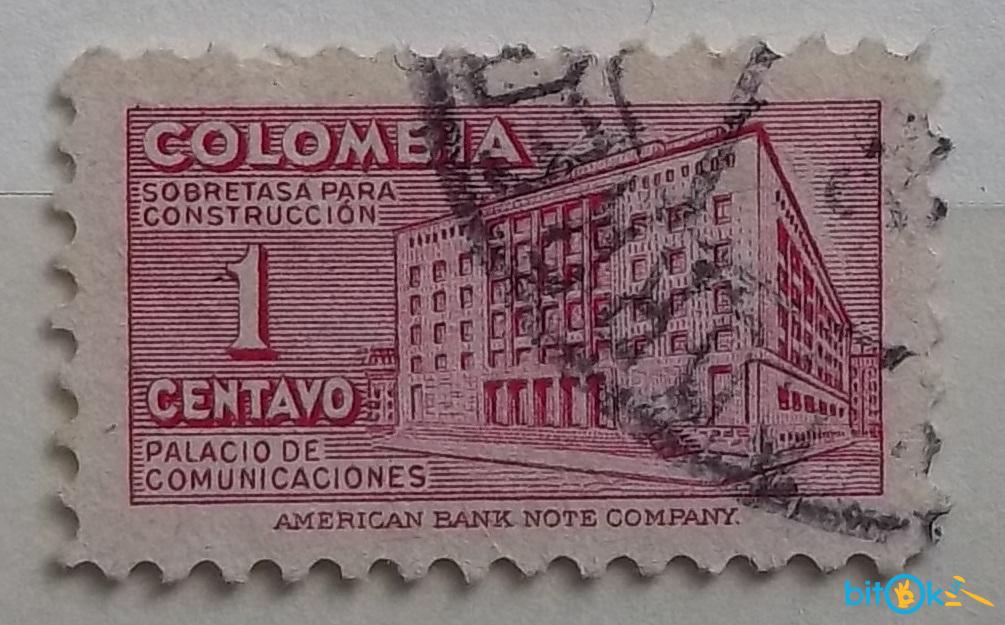 COLOMBIA
SOBRETASA PARA
CONSTRUCCIÓN
1
CENTAVO
PALACIO DE
COMUNICACIONES
AMERICAN BANK NOTE COMPANY.
bitOk